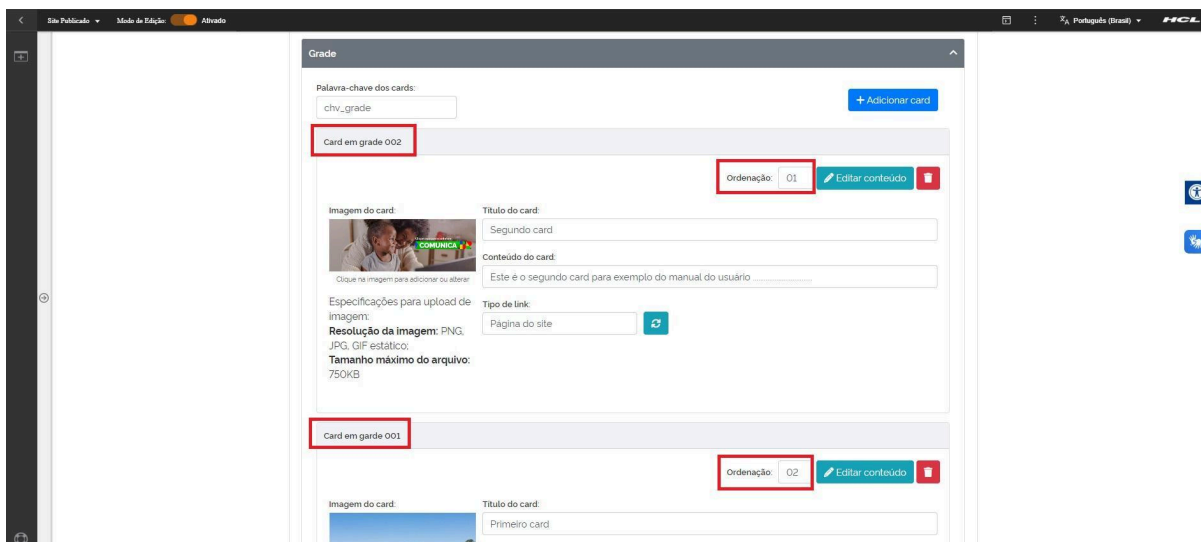 Site Publicado
Modo de Edição: Ativado
Português (Brasil)
HCL
Grade
Palavra-chave dos cards:
chv_grade
+ Adicionar card
Card em grade 002
Ordenação: 01 Editar conteúdo
Imagem do card:
COMUNICA
Clique na imagem para adicionar ou alterar
Especificações para upload de
imagem:
Resolução da imagem: PNG,
JPG, GIF estático;
Tamanho máximo do arquivo:
750KB
Título do card:
Segundo card
Conteúdo do card:
Este é o segundo card para exemplo do manual do usuário
Tipo de link:
Página do site
Card em garde 001
Ordenação: 02 Editar conteúdo
Imagem do card:
Título do card:
Primeiro card